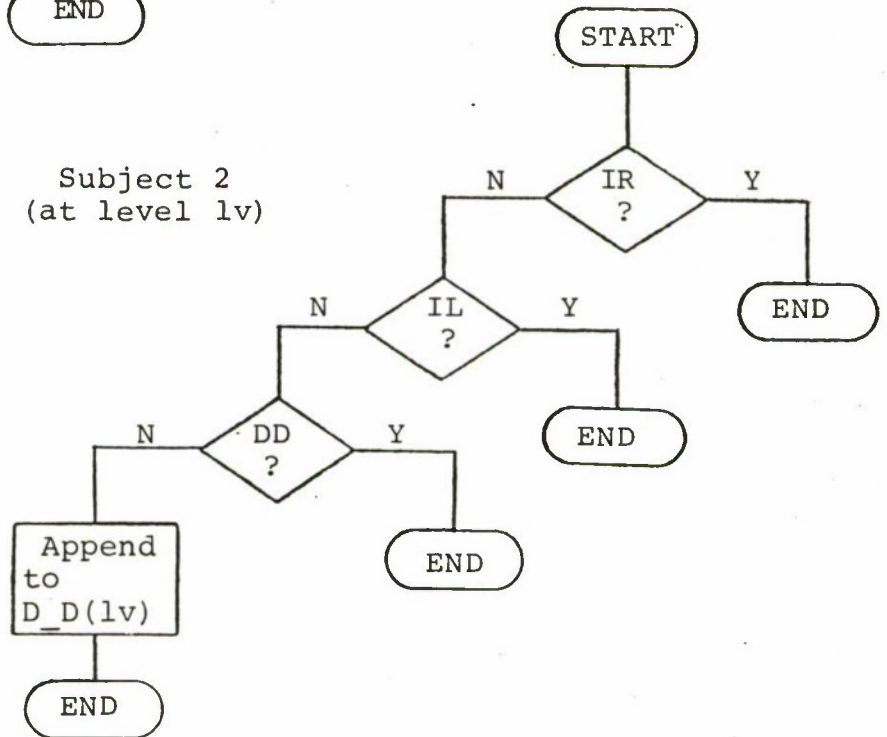 END
START
Subject 2
(at level lv)
N
IR
?
Y
END
N
IL
?
Y
END
N
DD
?
Y
END
Append
to
D_D(lv)
END